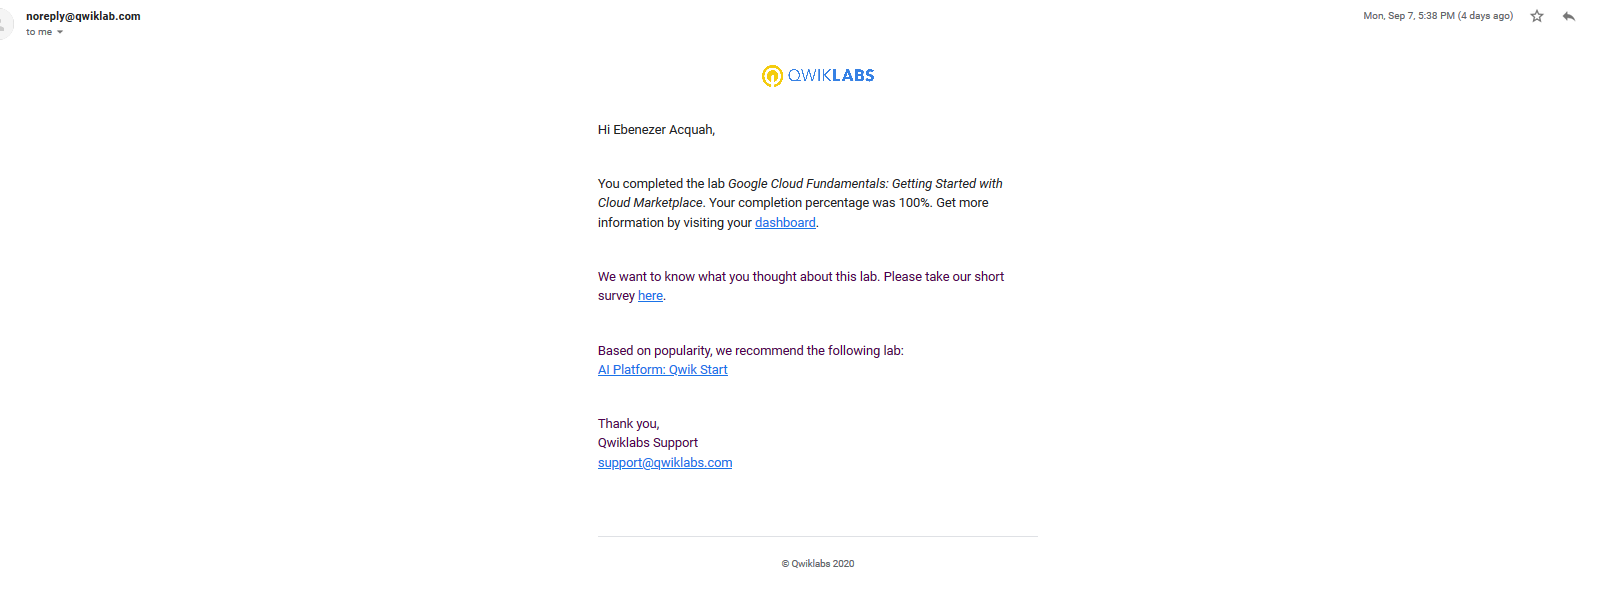 noreply@qwiklab.com
Mon, Sep 7, 5:38 PM (4 days ago)
to me
QWIKLABS
Hi Ebenezer Acquah,
You completed the lab Google Cloud Fundamentals: Getting Started with
Cloud Marketplace. Your completion percentage was 100%. Get more
information by visiting your dashboard.
We want to know what you thought about this lab. Please take our short
survey here.
Based on popularity, we recommend the following lab:
AI Platform: Qwik Start
Thank you,
Qwiklabs Support
support@qwiklabs.com
© Qwiklabs 2020